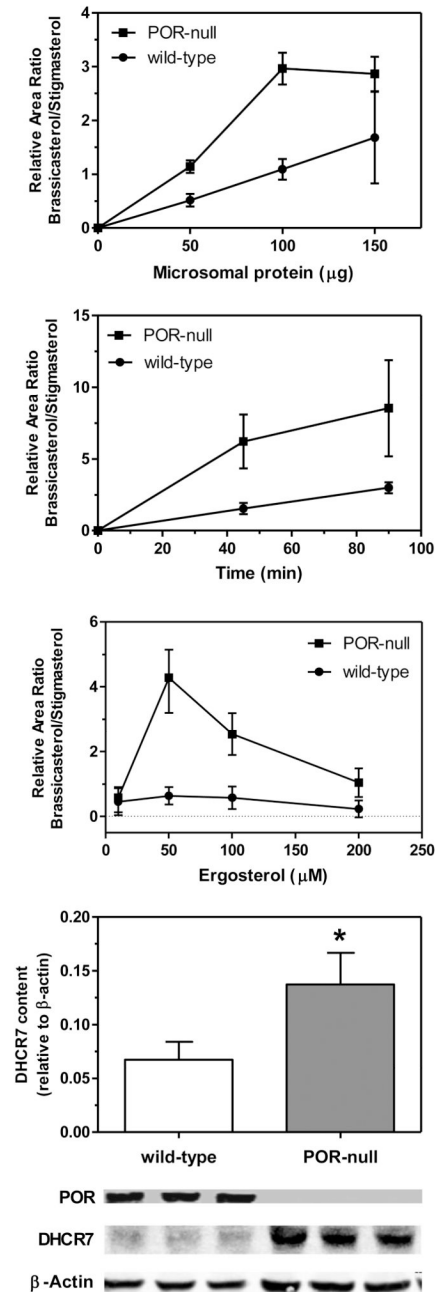 Relative Area Ratio
Brassicasterol/Stigmasterol
4
3
2
1
0
POR-null
wild-type
0 50 100 150
Microsomal protein (μg)
Relative Area Ratio
Brassicasterol/Stigmasterol
15
10
5
0
POR-null
wild-type
0 20 40 60 80 100
Time (min)
Relative Area Ratio
Brassicasterol/Stigmasterol
6
4
2
0
POR-null
wild-type
0 50 100 150 200 250
Ergosterol (μM)
DHCR7 content
(relative to β-actin)
0.20
0.15
0.10
0.05
0.00
*
wild-type POR-null
POR
DHCR7
β-Actin